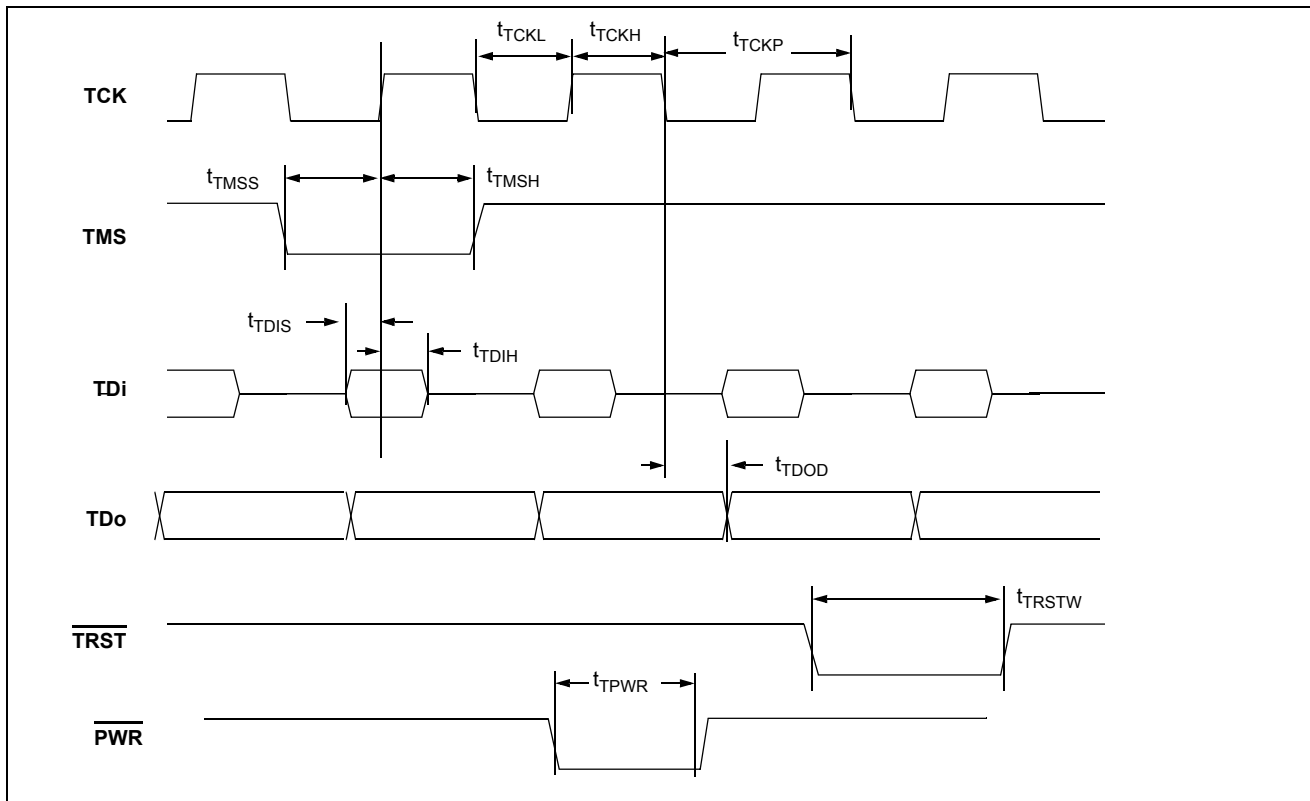 tTCKL
tTCKH
tTCKP
TCK
tTMSS
tTMSH
TMS
tTDIS
tTDIH
TDi
tTDOD
TDo
tTRSTW
TRST
tTPWR
PWR